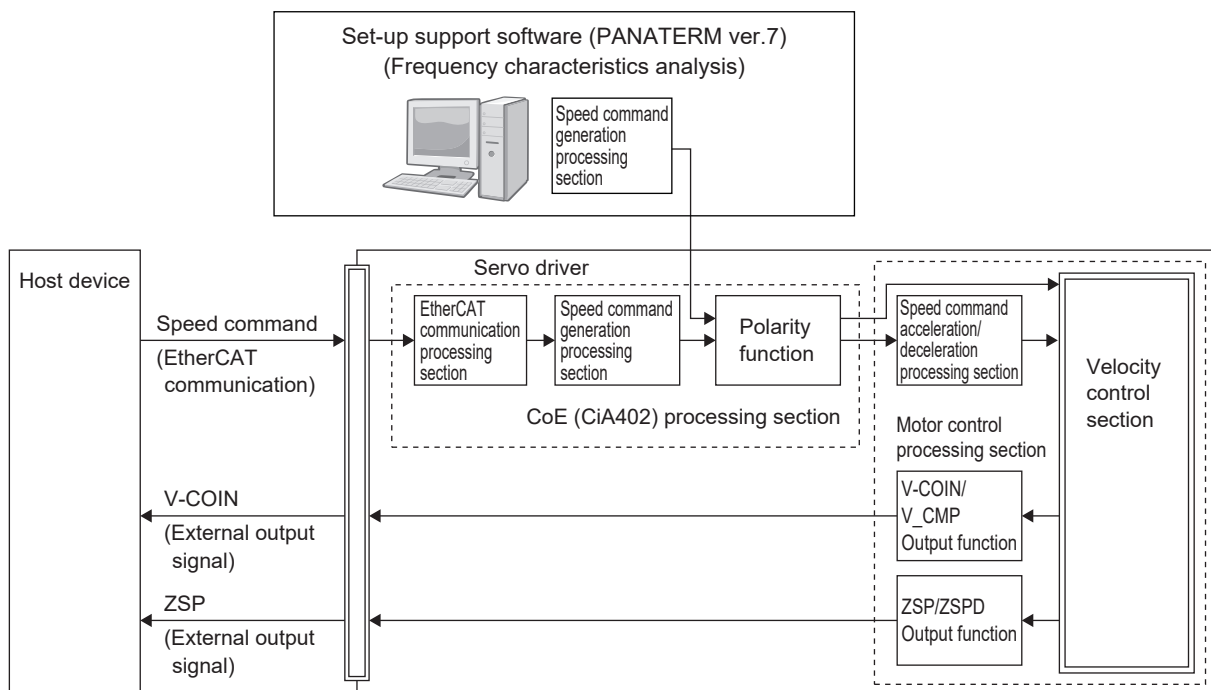 Set-up support software (PANATERM ver.7)
(Frequency characteristics analysis)
Speed command
generation
processing
section
Host device
Servo driver
Speed command
(EtherCAT
communication)
EtherCAT
communication
processing
section
Speed command
generation
processing
section
Polarity
function
Speed command
acceleration/
deceleration
processing section
Velocity
control
section
CoE (CiA402) processing section
Motor control
processing section
V-COIN
(External output
signal)
V-COIN/
V_CMP
Output function
ZSP
(External output
signal)
ZSP/ZSPD
Output function